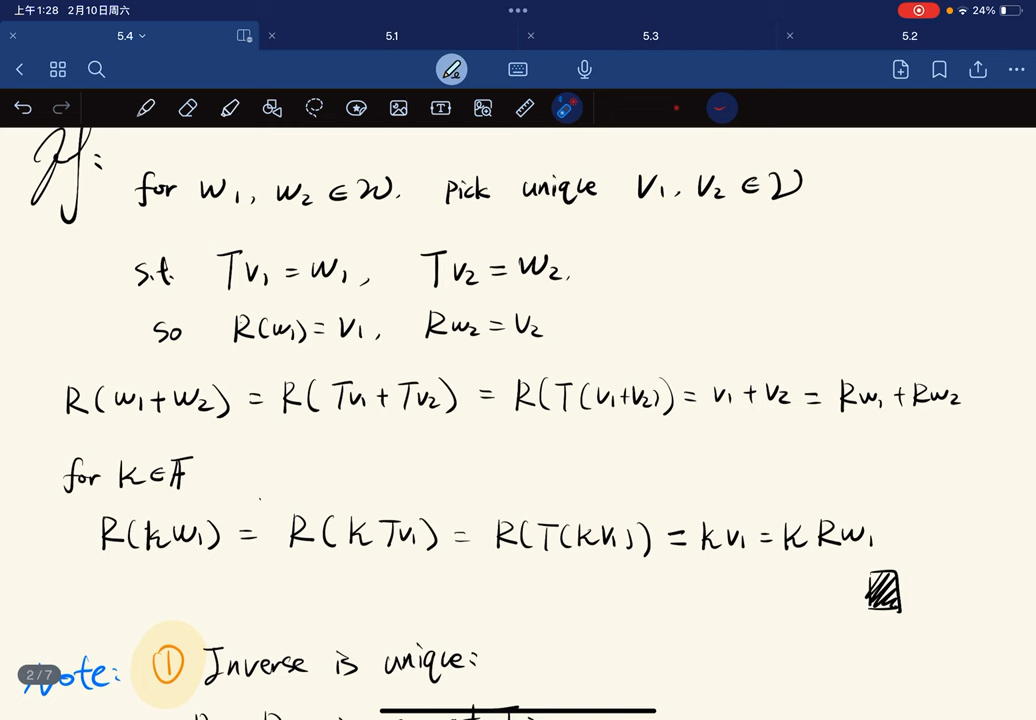 上午1:28 2月10日周六
24%
5.4
5.1
5.3
5.2
Pf:
for w₁, w₂ ∈ W. pick unique v₁, v₂ ∈ V
s.t. Tv₁ = w₁, Tv₂ = w₂.
so R(w₁) = v₁, Rw₂ = v₂
R(w₁+w₂) = R(Tv₁+Tv₂) = R(T(v₁+v₂)) = v₁+v₂ = Rw₁+Rw₂
for k ∈ F
R(kw₁) = R(kTv₁) = R(T(kv₁)) = kv₁ = kRw₁
2/7
Note: ① Inverse is unique: